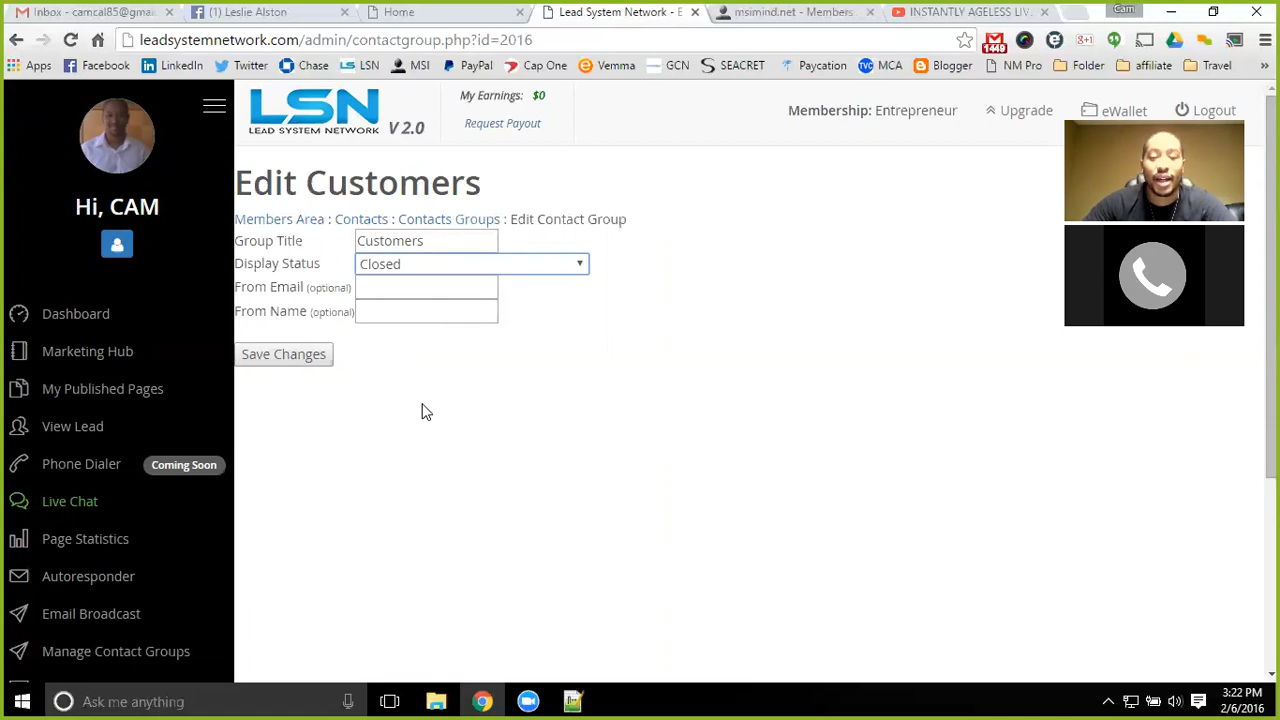 Inbox - camcal85@gmai
(1) Leslie Alston
Home
Lead System Network - E
msimind.net - Members
INSTANTLY AGELESS LIV
Cam
leadsystemnetwork.com/admin/contactgroup.php?id=2016
1449
Apps
Facebook
LinkedIn
Twitter
Chase
LSN
MSI
PayPal
Cap One
Vemma
GCN
SEACRET
Paycation
MCA
Blogger
NM Pro
Folder
affiliate
Travel
LSN
LEAD SYSTEM NETWORK
V 2.0
My Earnings: $0
Request Payout
Membership: Entrepreneur
Upgrade
eWallet
Logout
Hi, CAM
Dashboard
Marketing Hub
My Published Pages
View Lead
Phone Dialer
Coming Soon
Live Chat
Page Statistics
Autoresponder
Email Broadcast
Manage Contact Groups
Edit Customers
Members Area : Contacts : Contacts Groups : Edit Contact Group
Group Title Customers
Display Status Closed
From Email (optional)
From Name (optional)
Save Changes
Ask me anything
3:22 PM
2/6/2016